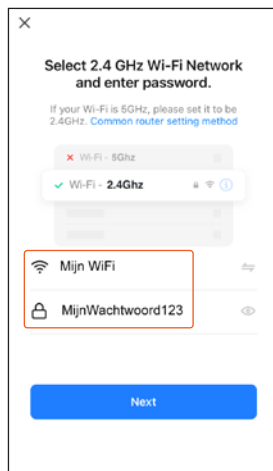 Select 2.4 GHz Wi-Fi Network
and enter password.
If your Wi-Fi is 5GHz, please set it to be
2.4GHz. Common router setting method
Wi-Fi - 5Ghz
Wi-Fi - 2.4Ghz
Mijn WiFi
MijnWachtwoord123
Next